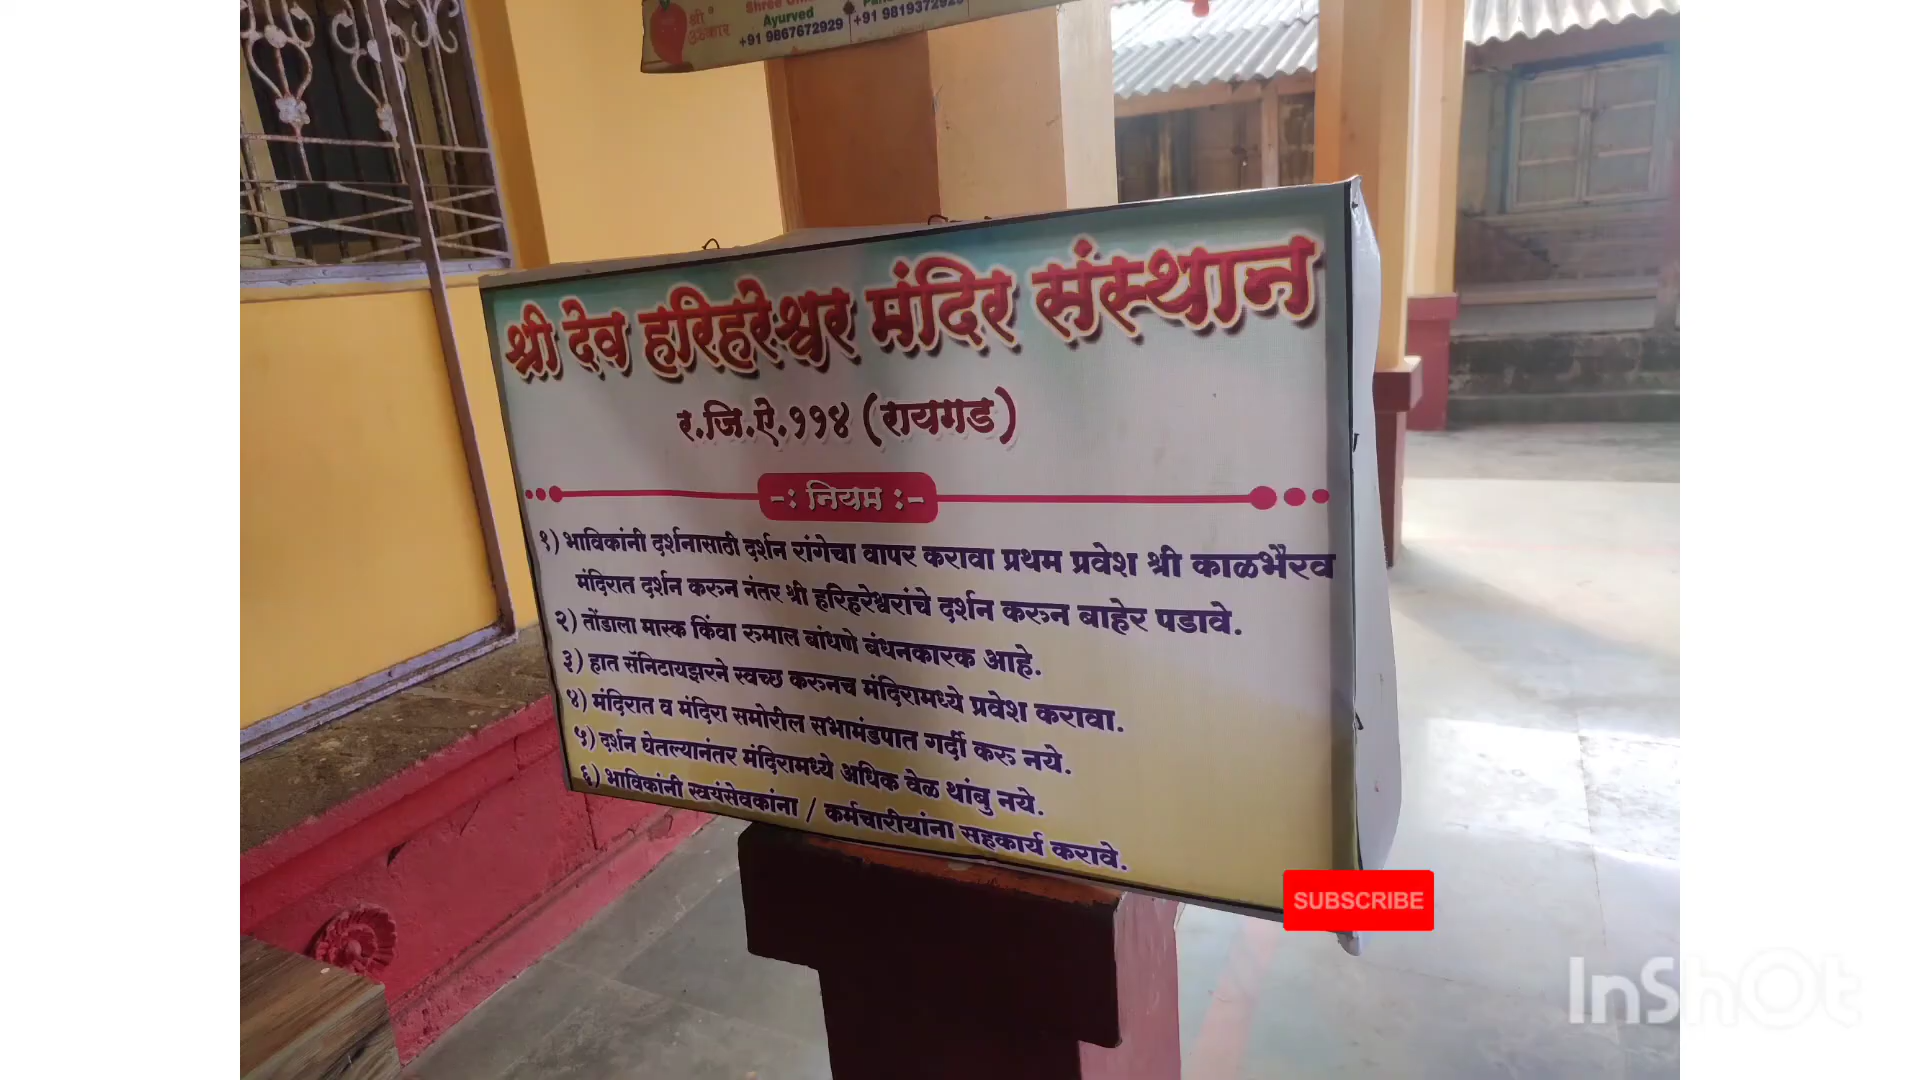 श्री
Ayurved
+91 9867672929
श्री देव हरिहरेश्वर मंदिर संस्थान
र.जि.ऐ.११४ (रायगड)
-: नियम :-
१) भाविकांनी दर्शनासाठी दर्शन रांगेचा वापर करावा प्रथम प्रवेश श्री काळभैरव
मंदिरात दर्शन करुन नंतर श्री हरिहरेश्वरांचे दर्शन करुन बाहेर पडावे.
२) तोंडाला मास्क किंवा रुमाल बांधणे बंधनकारक आहे.
३) हात सॅनिटायझरने स्वच्छ करुनच मंदिरामध्ये प्रवेश करावा.
४) मंदिरात व मंदिरा समोरील सभामंडपात गर्दी करु नये.
५) दर्शन घेतल्यानंतर मंदिरामध्ये अधिक वेळ थांबु नये.
६) भाविकांनी स्वयंसेवकांना / कर्मचारीयांना सहकार्य करावे.
SUBSCRIBE
InShOt